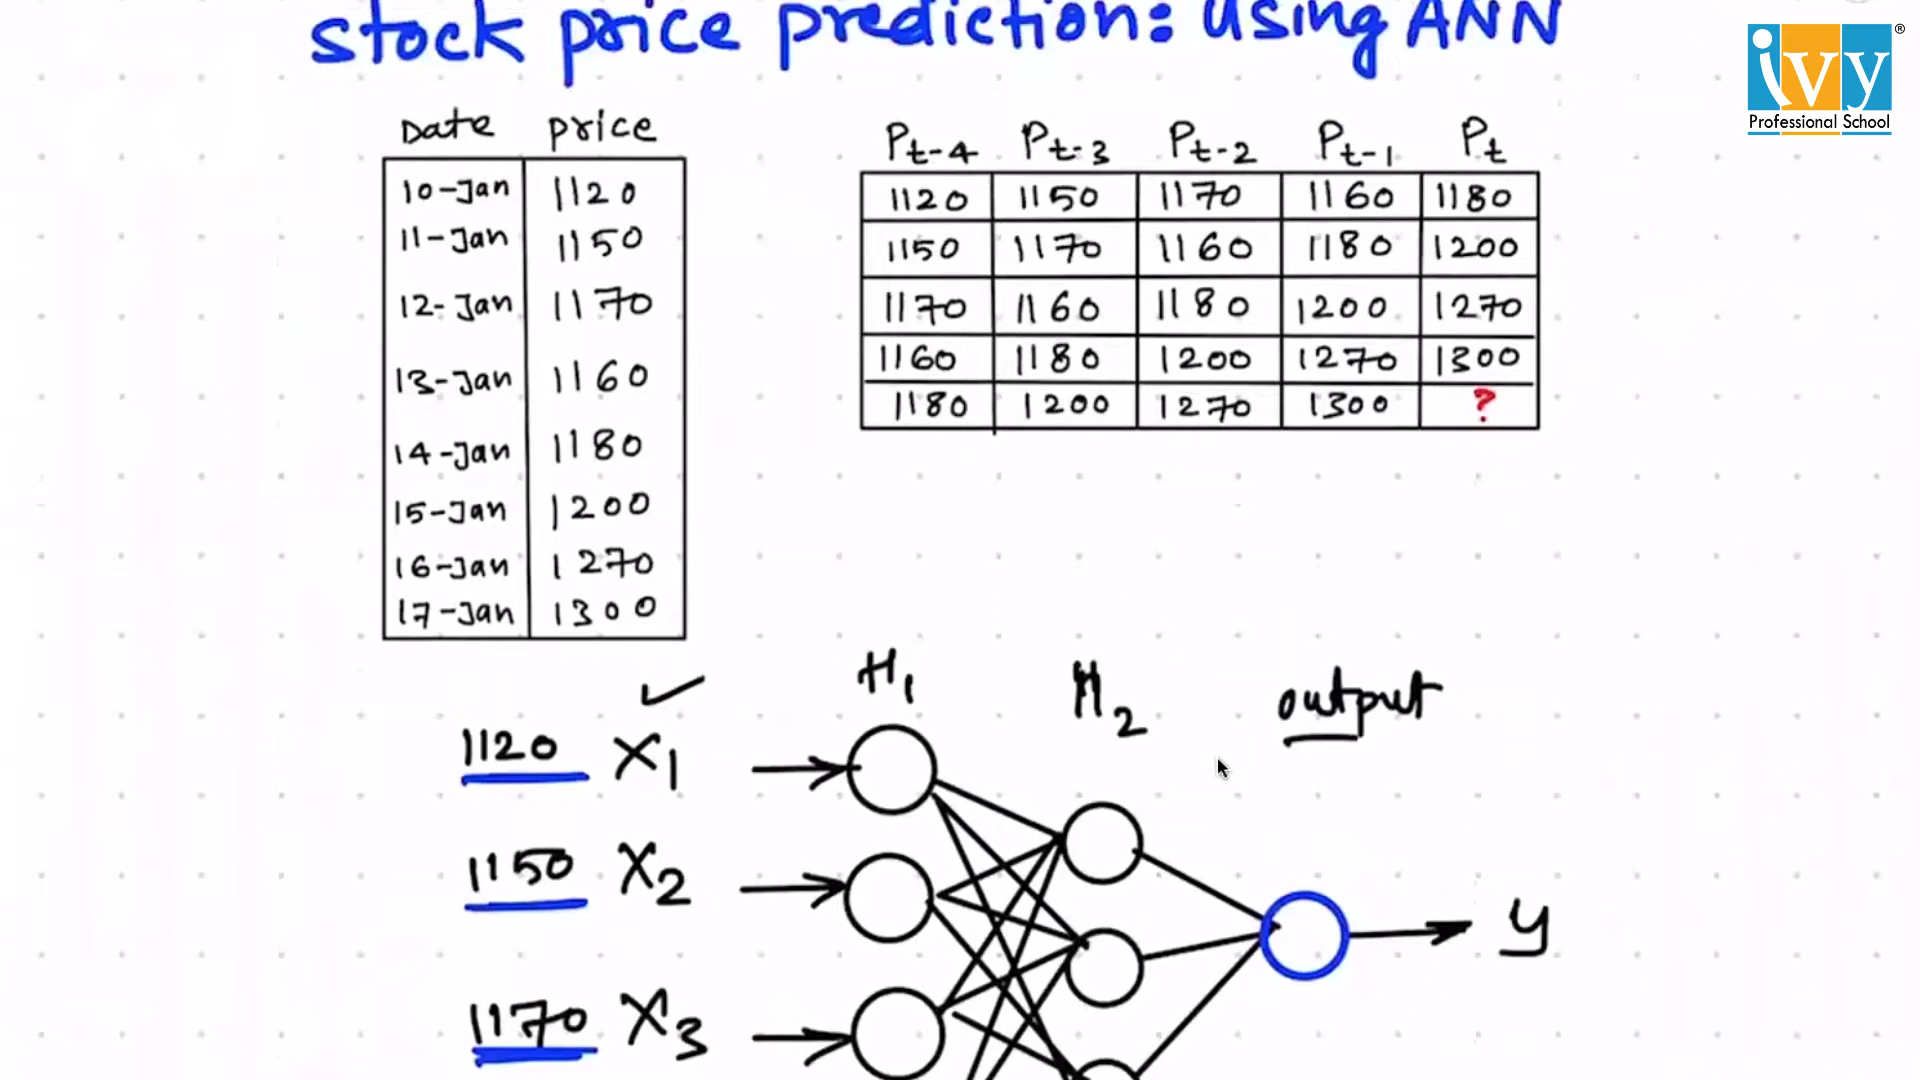 stock price prediction: using ANN
ivy®
Professional School
Date price
10-Jan 1120
11-Jan 1150
12-Jan 1170
13-Jan 1160
14-Jan 1180
15-Jan 1200
16-Jan 1270
17-Jan 1300
Pt-4 Pt-3 Pt-2 Pt-1 Pt
1120 1150 1170 1160 1180
1150 1170 1160 1180 1200
1170 1160 1180 1200 1270
1160 1180 1200 1270 1300
1180 1200 1270 1300 ?
H1 H2 output
1120 X1
1150 X2
y
1170 X3